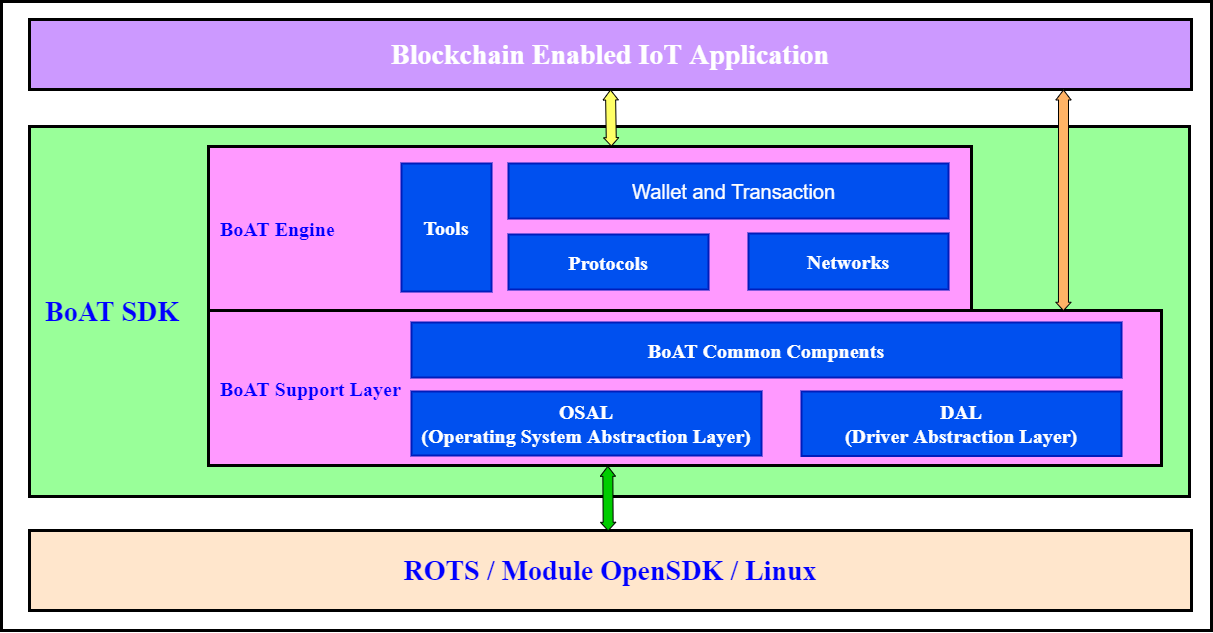 Blockchain Enabled IoT Application
BoAT SDK
BoAT Engine
Tools
Wallet and Transaction
Protocols
Networks
BoAT Support Layer
BoAT Common Compnents
OSAL
(Operating System Abstraction Layer)
DAL
(Driver Abstraction Layer)
ROTS / Module OpenSDK / Linux